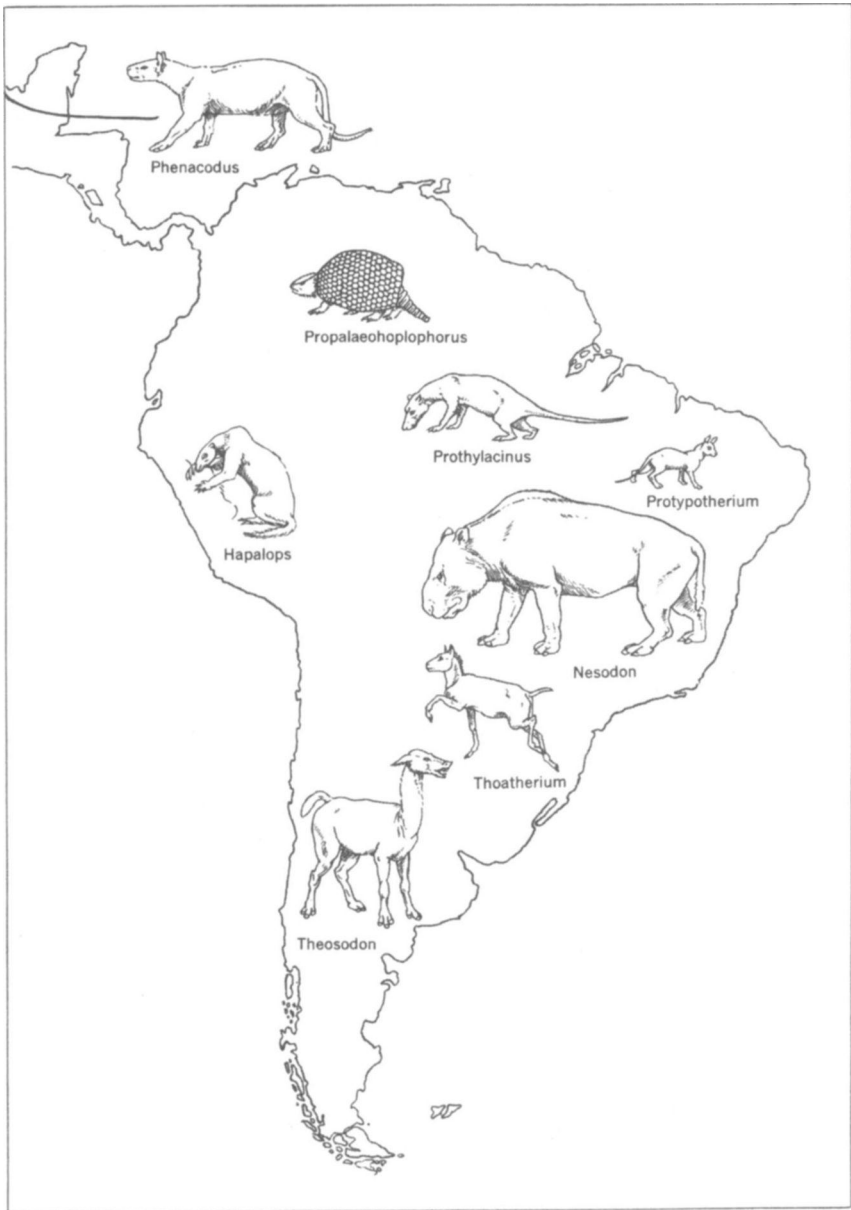 Phenacodus
Propalaeohoplophorus
Prothylacinus
Protypotherium
Hapalops
Nesodon
Thoatherium
Theosodon